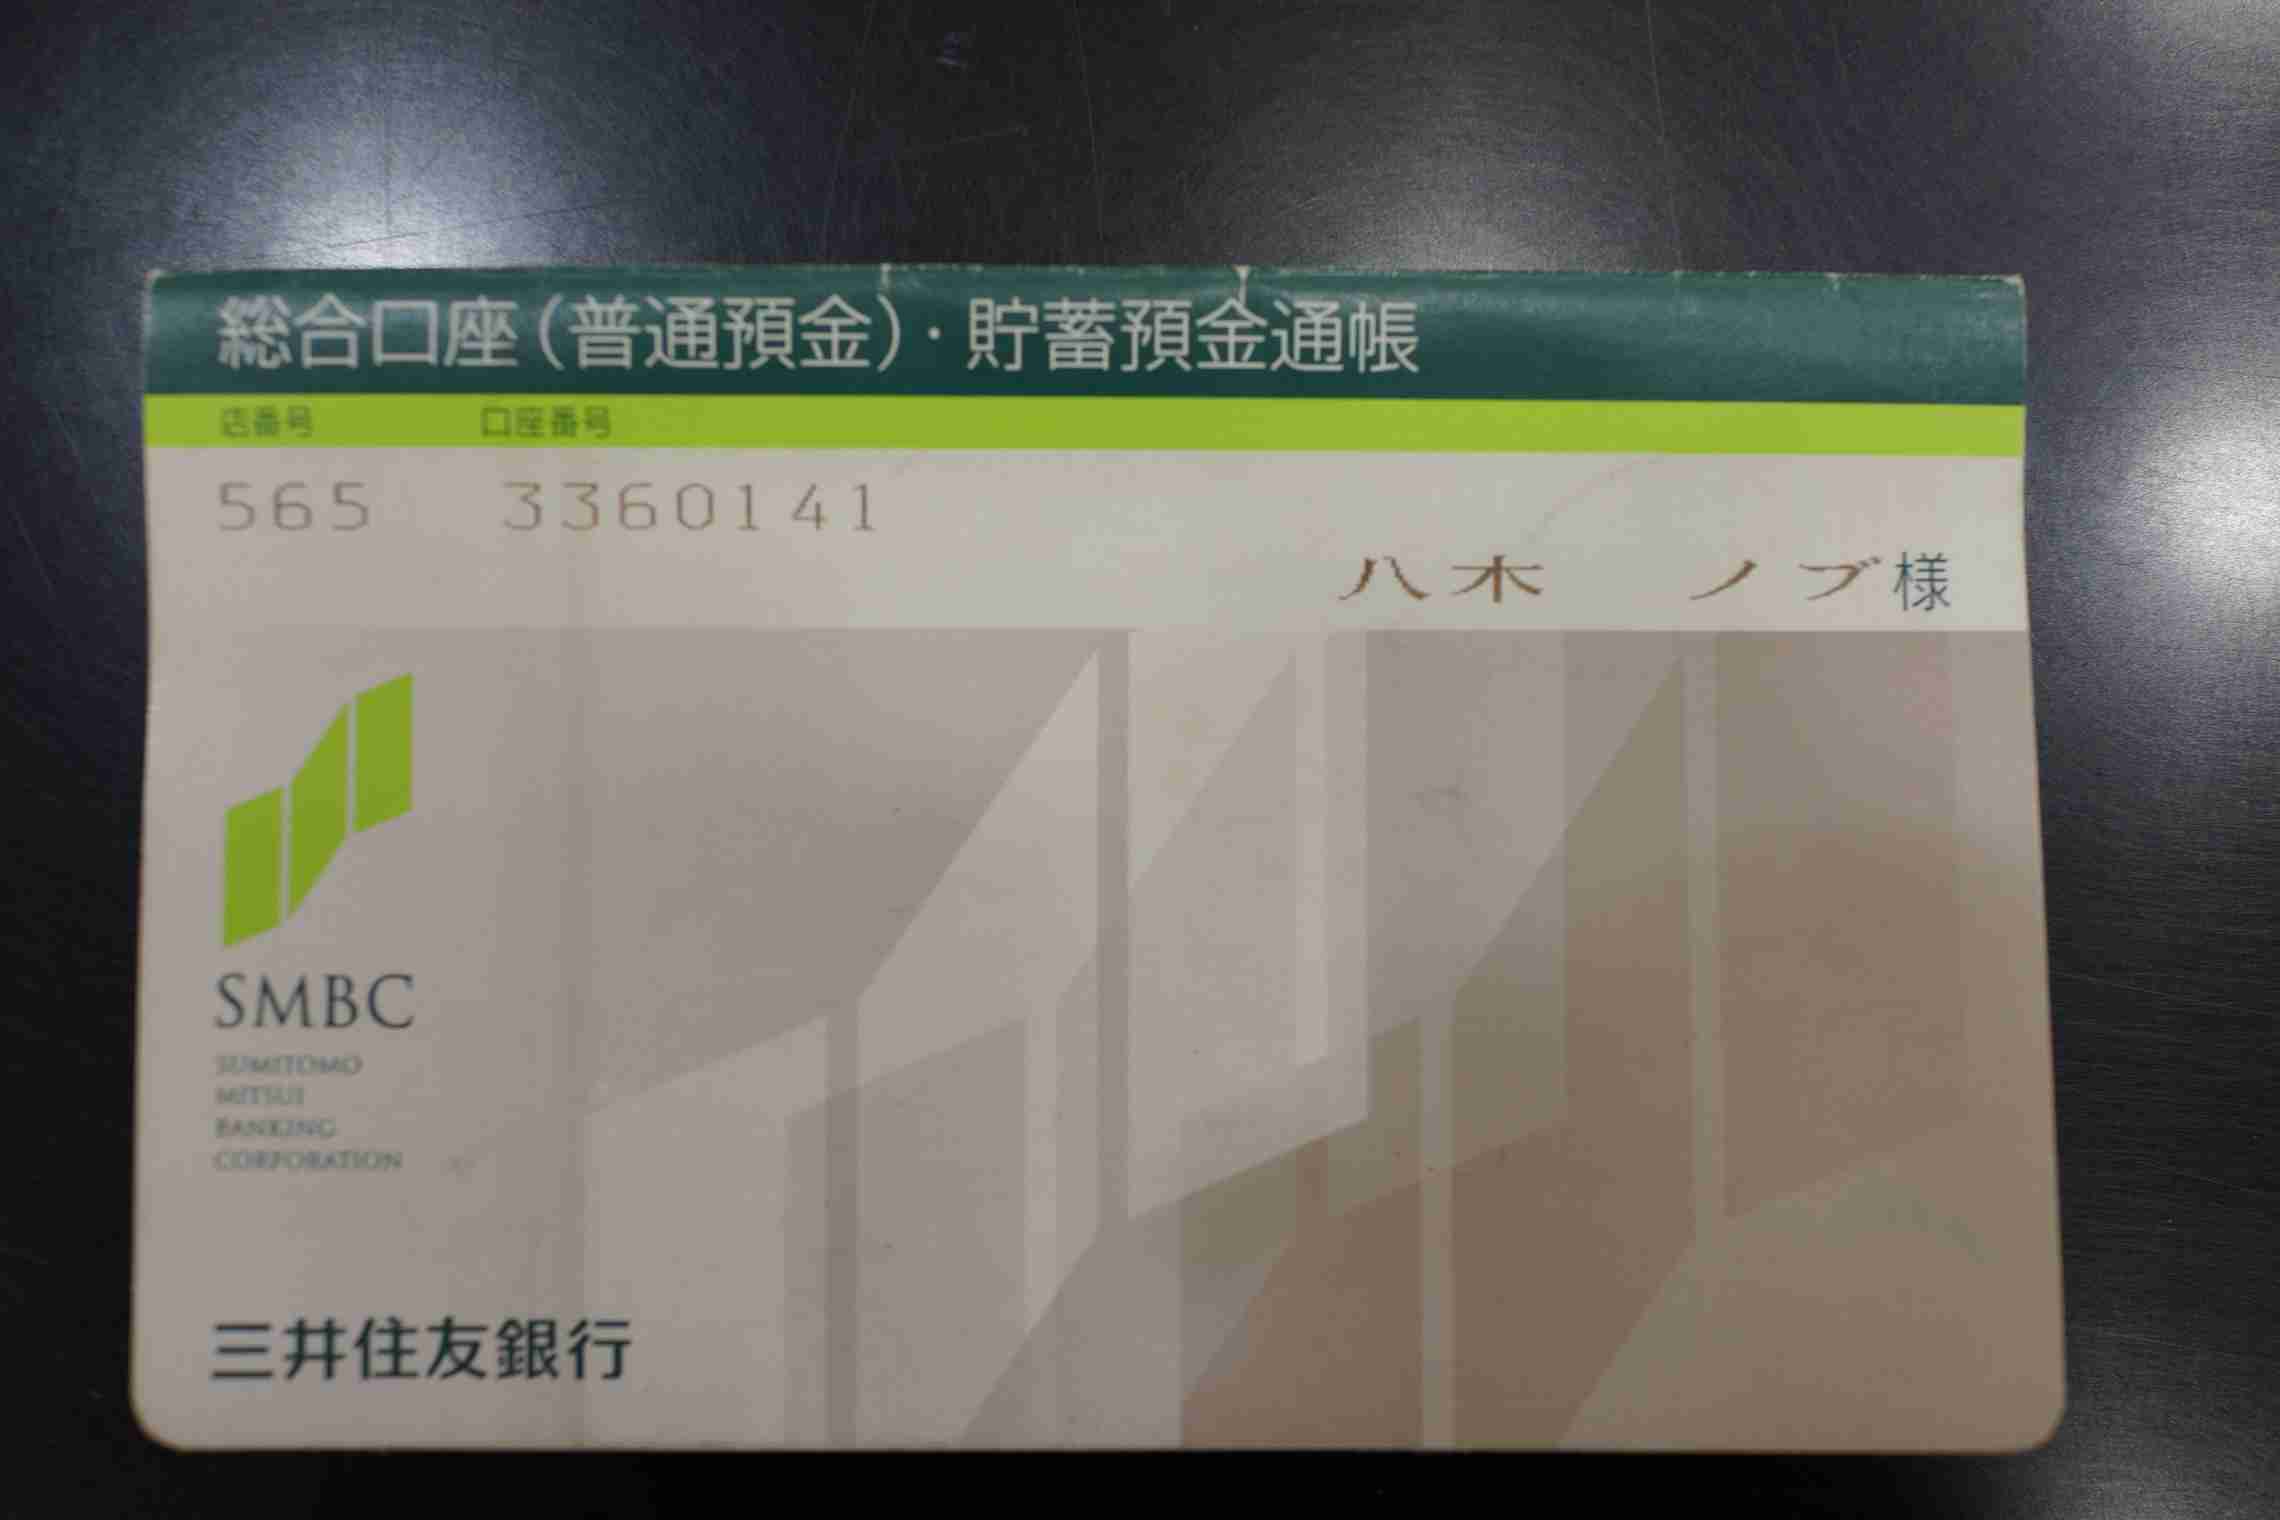 総合口座(普通預金)・貯蓄預金通帳
店番号 口座番号
565 3360141
八木 ノブ様
SMBC
SUMITOMO
MITSUI
BANKING
CORPORATION
三井住友銀行